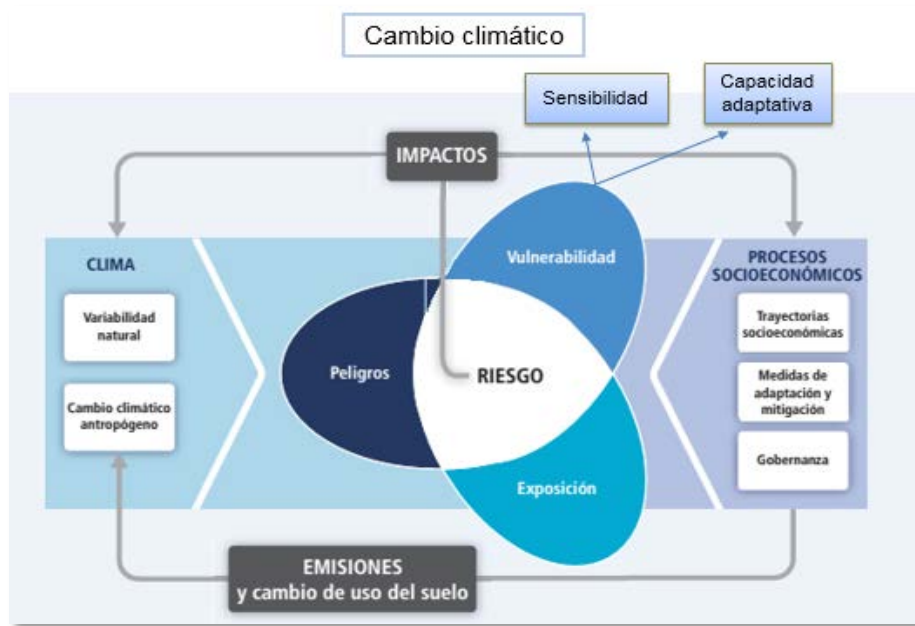 Cambio climático
Sensibilidad
Capacidad
adaptativa
IMPACTOS
CLIMA
Variabilidad
natural
Cambio climático
antropógeno
Peligros
RIESGO
Vulnerabilidad
Exposición
PROCESOS
SOCIOECONÓMICOS
Trayectorias
socioeconómicas
Medidas de
adaptación y
mitigación
Gobernanza
EMISIONES
y cambio de uso del suelo